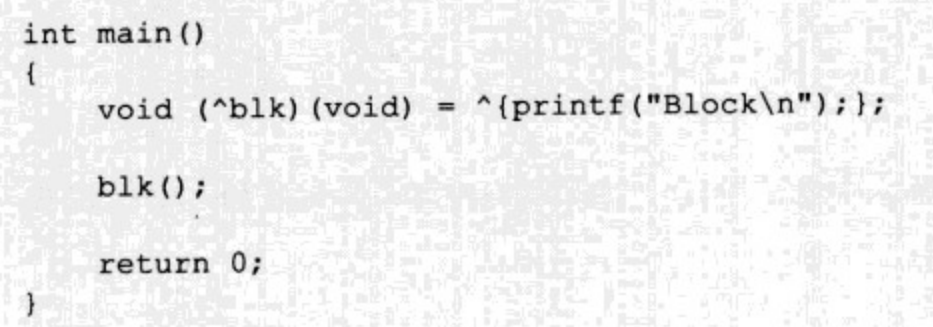 int main()
{
void (^blk)(void) = ^{printf("Block\n");};
blk();
return 0;
}